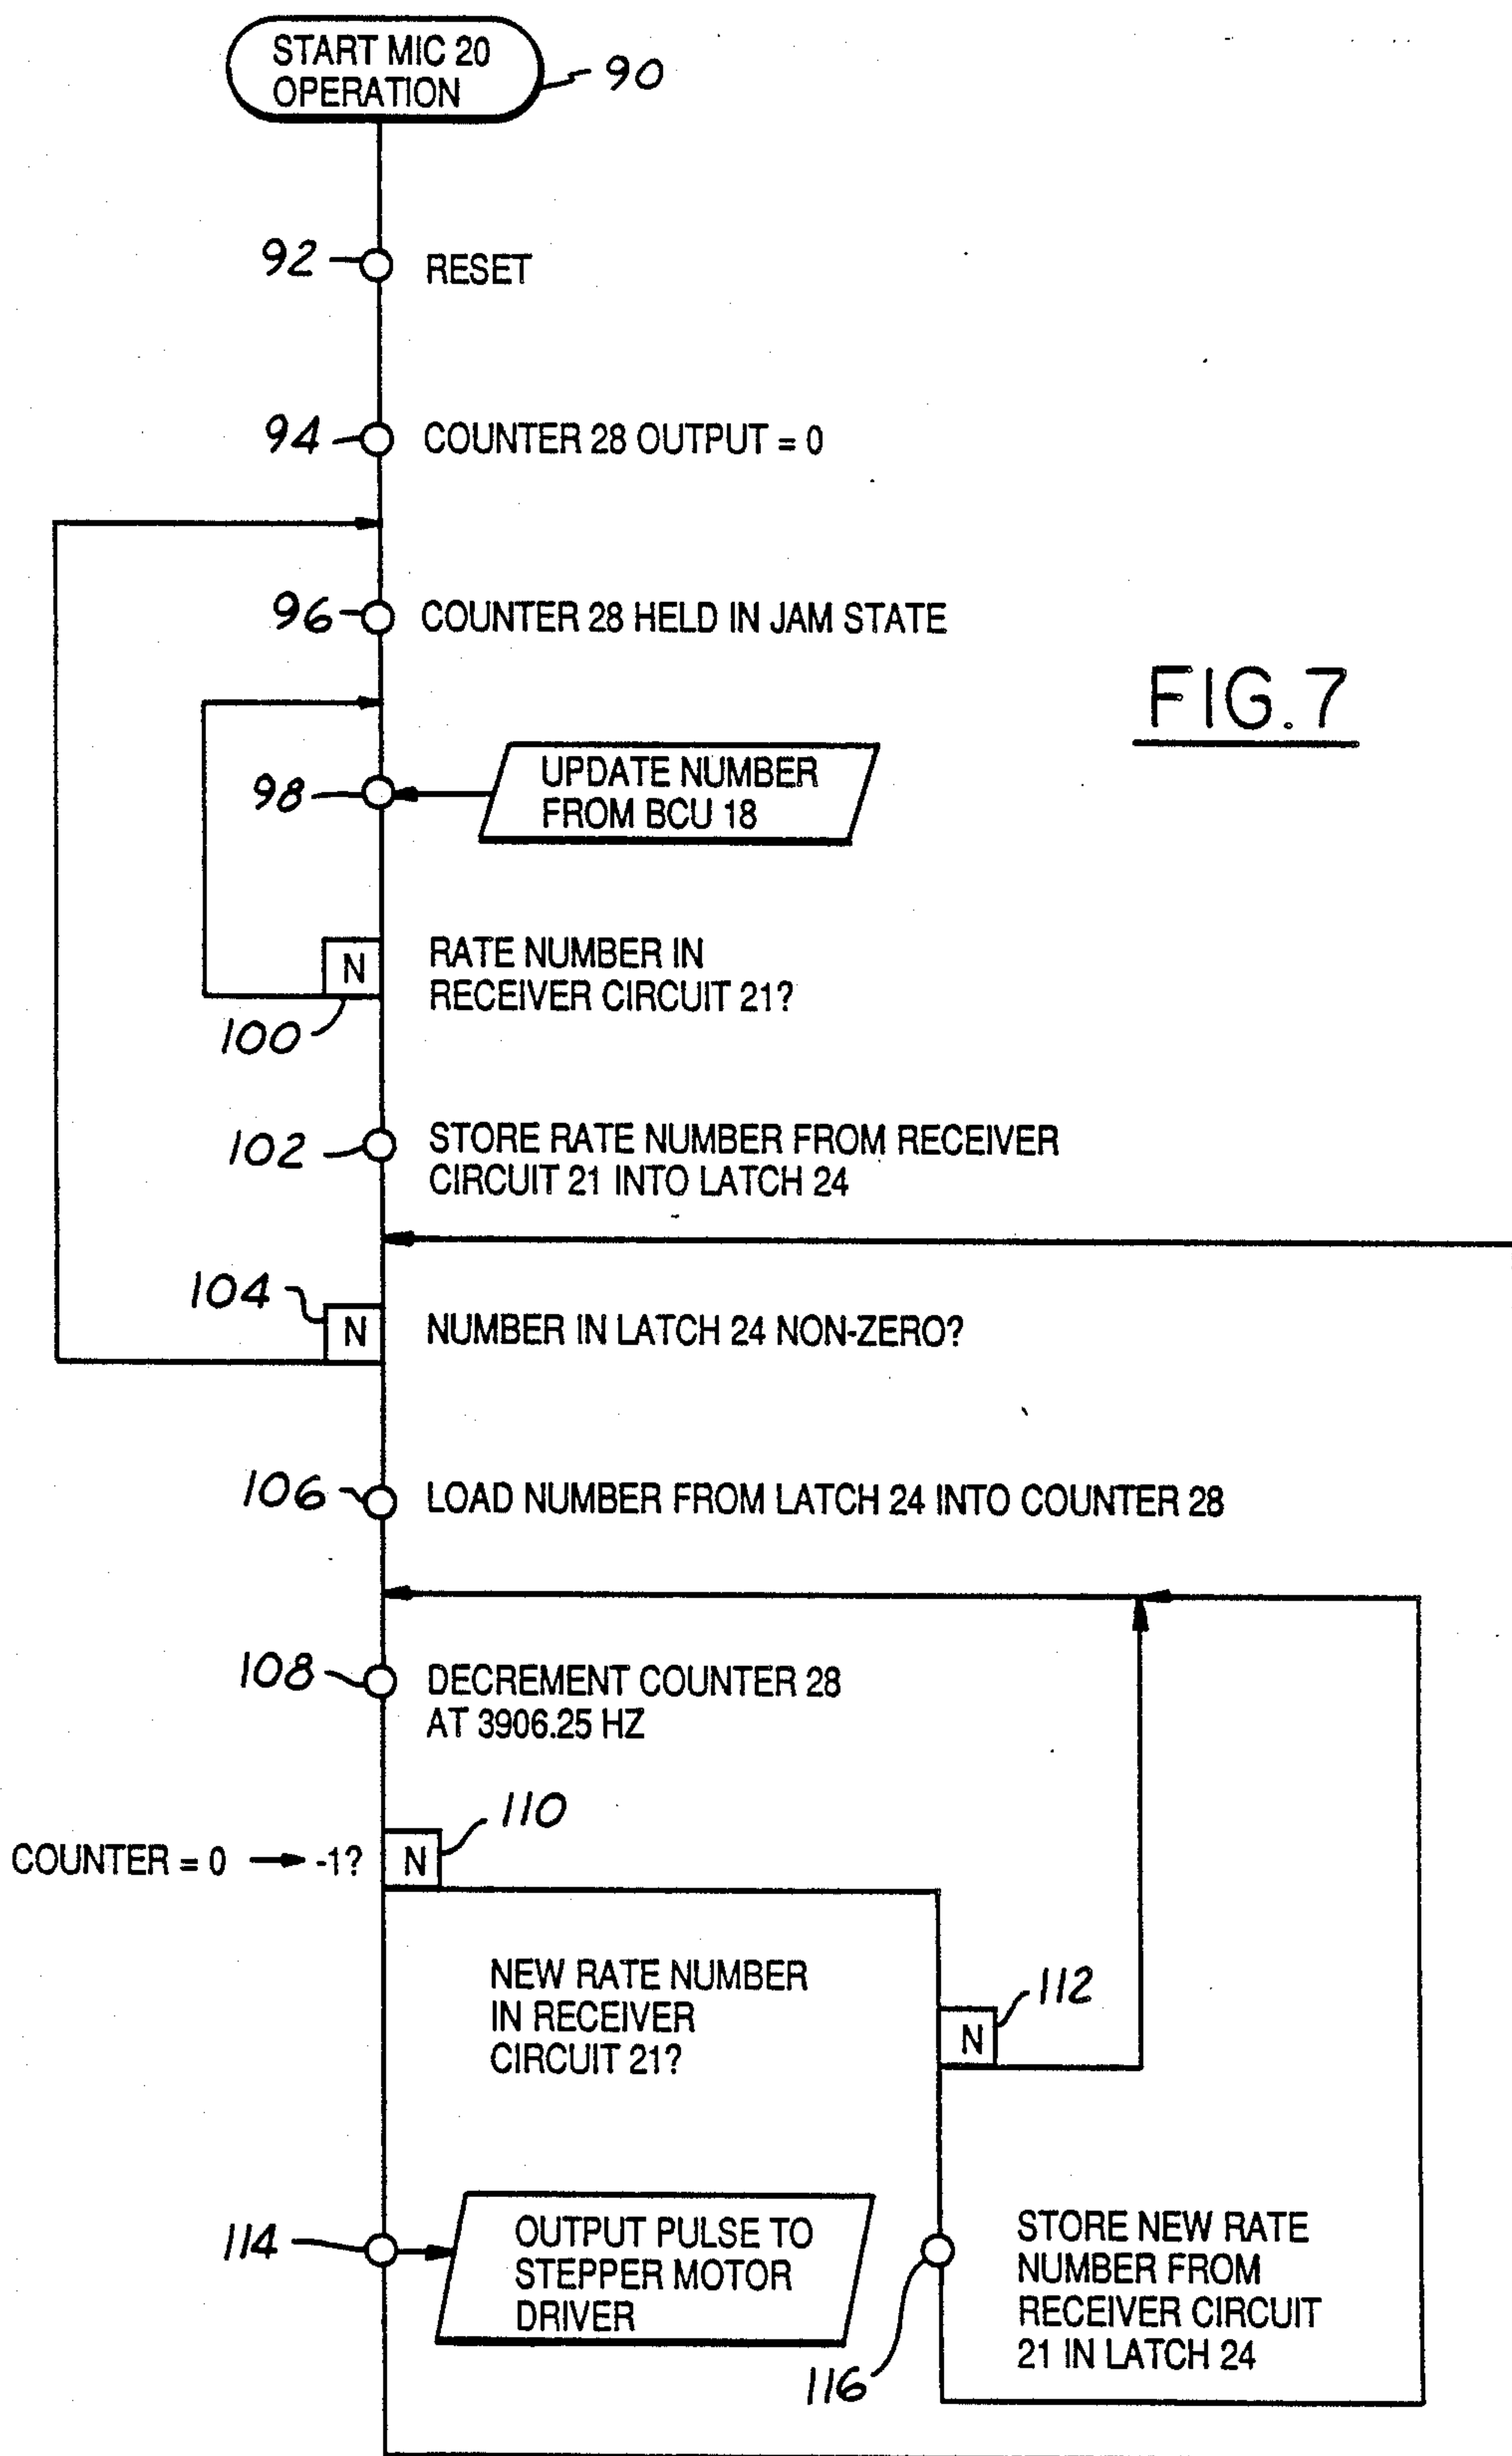 START MIC 20
OPERATION
90
92
RESET
94
COUNTER 28 OUTPUT = 0
96
COUNTER 28 HELD IN JAM STATE
FIG.7
98
UPDATE NUMBER
FROM BCU 18
N
RATE NUMBER IN
RECEIVER CIRCUIT 21?
100
102
STORE RATE NUMBER FROM RECEIVER
CIRCUIT 21 INTO LATCH 24
104
N
NUMBER IN LATCH 24 NON-ZERO?
106
LOAD NUMBER FROM LATCH 24 INTO COUNTER 28
108
DECREMENT COUNTER 28
AT 3906.25 HZ
110
COUNTER = 0 → -1?
N
NEW RATE NUMBER
IN RECEIVER
CIRCUIT 21?
112
N
114
OUTPUT PULSE TO
STEPPER MOTOR
DRIVER
116
STORE NEW RATE
NUMBER FROM
RECEIVER CIRCUIT
21 IN LATCH 24